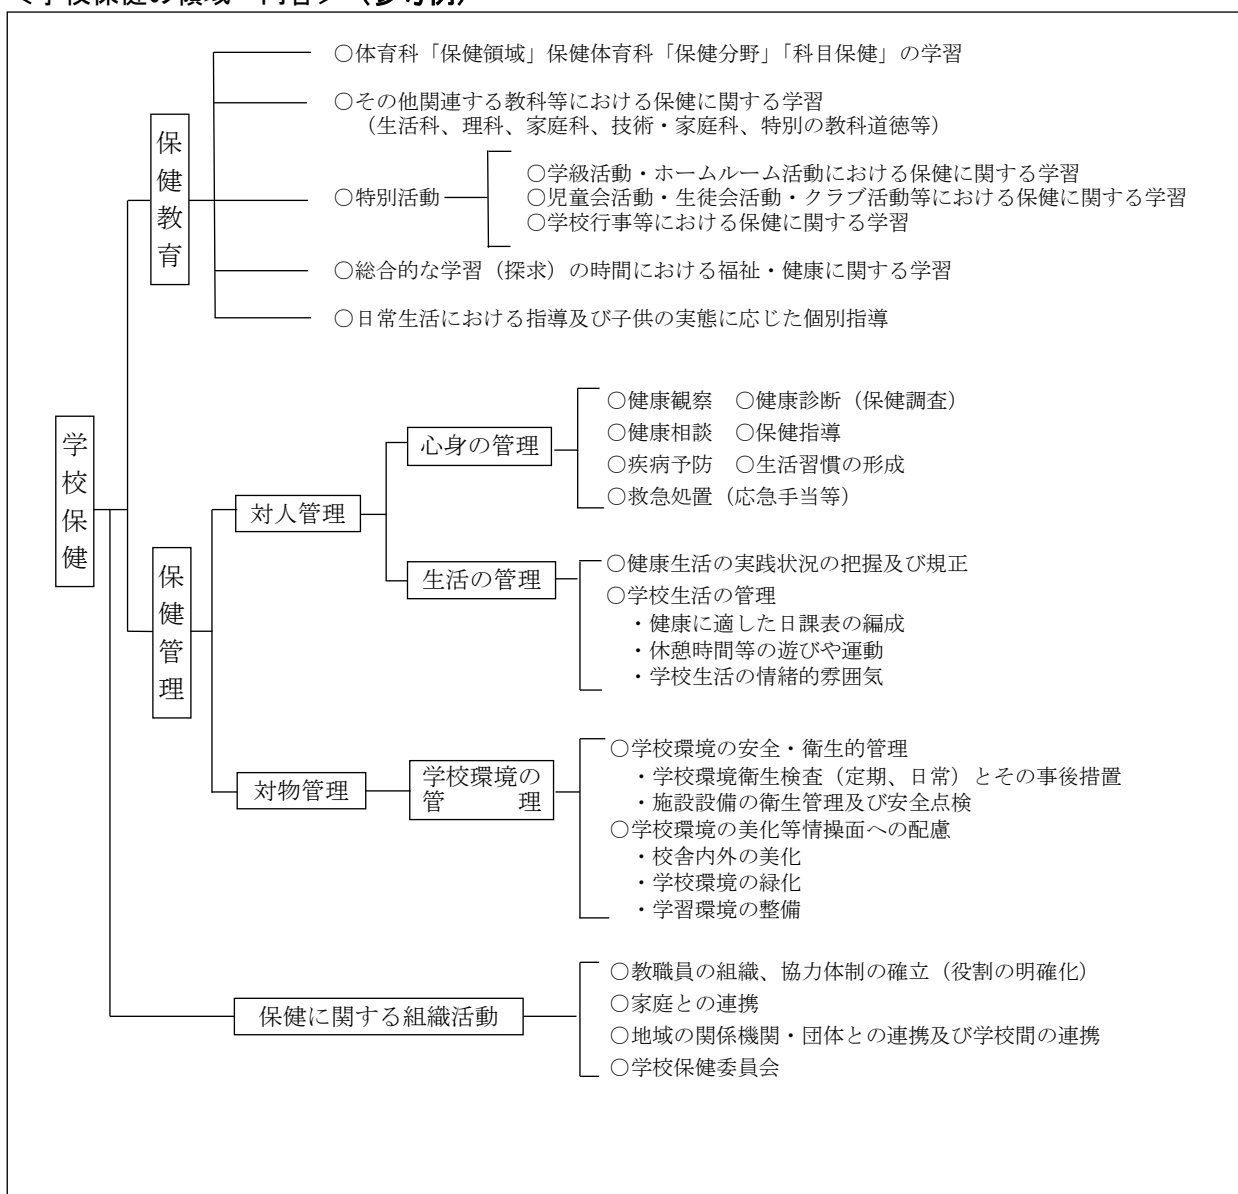 (参考例)
○体育科「保健領域」保健体育科「保健分野」「科目保健」の学習
○その他関連する教科等における保健に関する学習
(生活科、理科、家庭科、技術・家庭科、特別の教科道徳等)
保健教育
○特別活動
○学級活動・ホームルーム活動における保健に関する学習
○児童会活動・生徒会活動・クラブ活動等における保健に関する学習
○学校行事等における保健に関する学習
○総合的な学習(探求)の時間における福祉・健康に関する学習
○日常生活における指導及び子供の実態に応じた個別指導
学校保健
保健管理
対人管理
心身の管理
○健康観察 ○健康診断(保健調査)
○健康相談 ○保健指導
○疾病予防 ○生活習慣の形成
○救急処置(応急手当等)
生活の管理
○健康生活の実践状況の把握及び規正
○学校生活の管理
・健康に適した日課表の編成
・休憩時間等の遊びや運動
・学校生活の情緒的雰囲気
対物管理
学校環境の
管 理
○学校環境の安全・衛生的管理
・学校環境衛生検査(定期、日常)とその事後措置
・施設設備の衛生管理及び安全点検
○学校環境の美化等情操面への配慮
・校舎内外の美化
・学校環境の緑化
・学習環境の整備
保健に関する組織活動
○教職員の組織、協力体制の確立(役割の明確化)
○家庭との連携
○地域の関係機関・団体との連携及び学校間の連携
○学校保健委員会